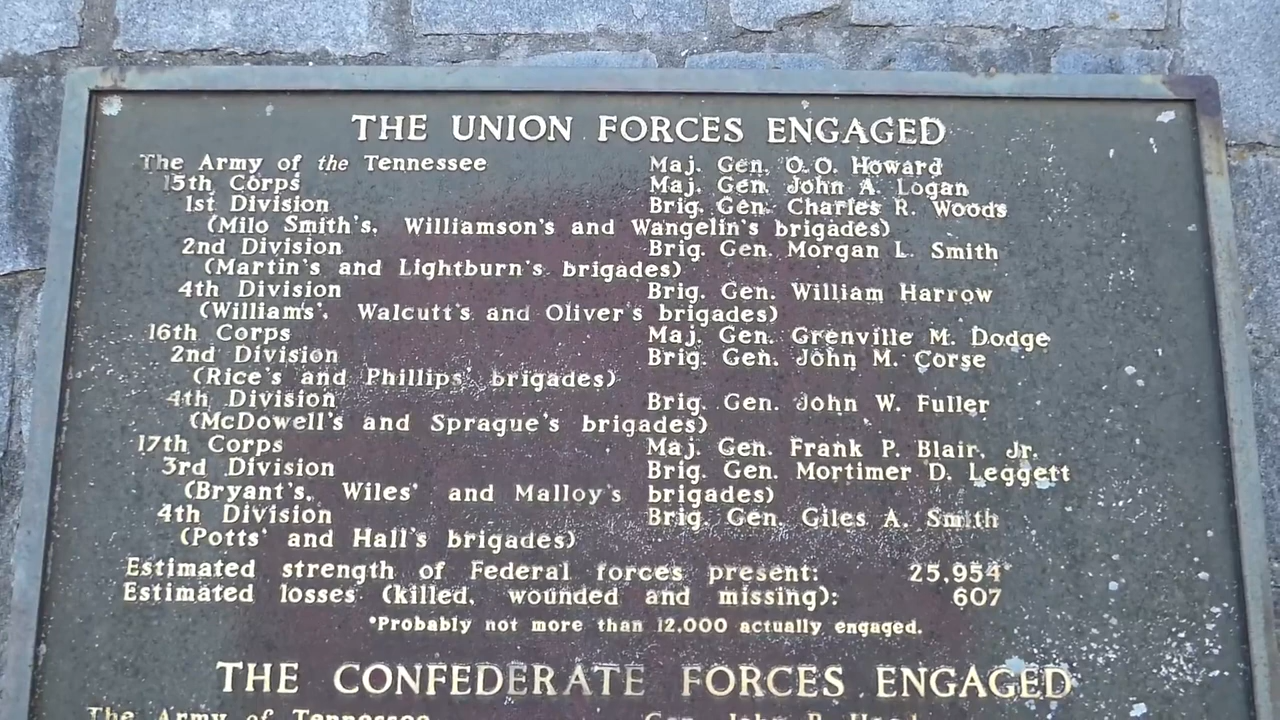 THE UNION FORCES ENGAGED
The Army of the Tennessee Maj. Gen. O.O. Howard
15th Corps Maj. Gen. John A. Logan
1st Division Brig. Gen. Charles R. Woods
(Milo Smith's, Williamson's and Wangelin's brigades)
2nd Division Brig. Gen. Morgan L. Smith
(Martin's and Lightburn's brigades)
4th Division Brig. Gen. William Harrow
(Williams', Walcutt's and Oliver's brigades)
16th Corps Maj. Gen. Grenville M. Dodge
2nd Division Brig. Gen. John M. Corse
(Rice's and Phillips' brigades)
4th Division Brig. Gen. John W. Fuller
(McDowell's and Sprague's brigades)
17th Corps Maj. Gen. Frank P. Blair, Jr.
3rd Division Brig. Gen. Mortimer D. Leggett
(Bryant's, Wiles' and Malloy's brigades)
4th Division Brig. Gen. Giles A. Smith
(Potts' and Hall's brigades)
Estimated strength of Federal forces present: 25,954*
Estimated losses (killed, wounded and missing): 607
*Probably not more than 12,000 actually engaged.
THE CONFEDERATE FORCES ENGAGED
The Army of Tennessee Gen. John B. Hood